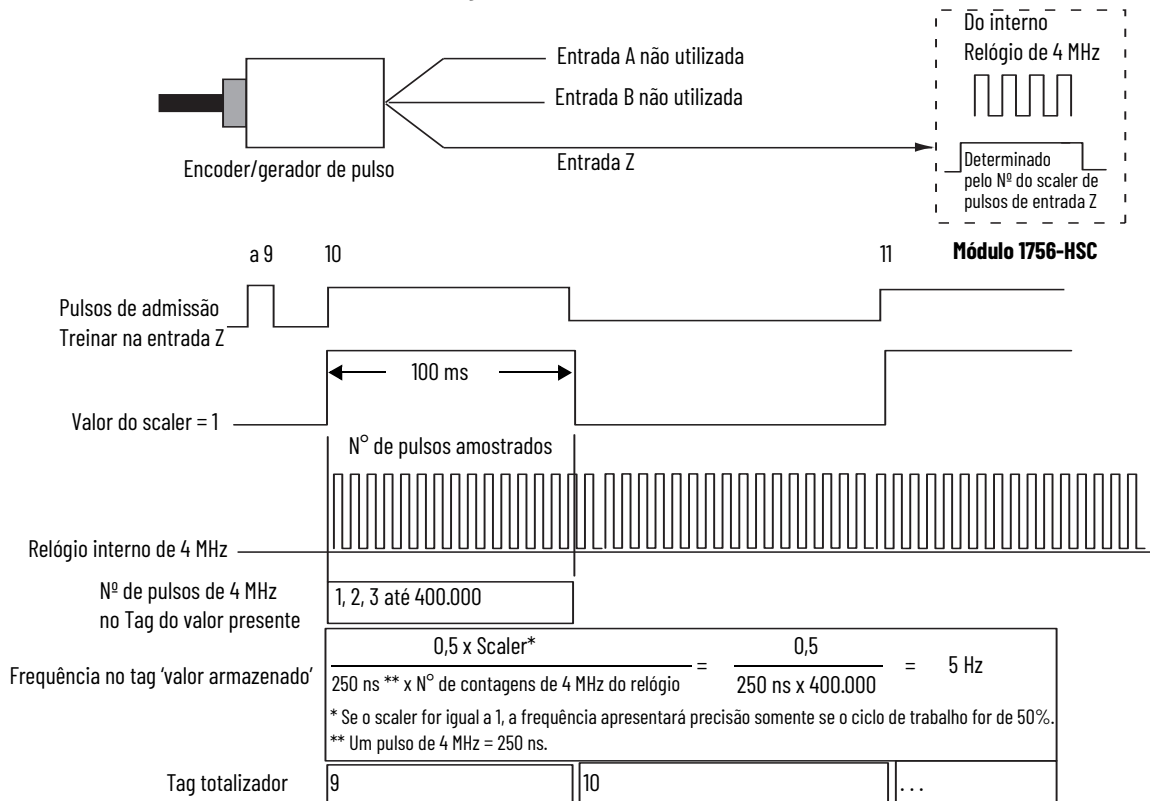 Do interno
Relógio de 4 MHz
Entrada A não utilizada
Entrada B não utilizada
Entrada Z
Encoder/gerador de pulso
Determinado
pelo Nº do scaler de
pulsos de entrada Z
Módulo 1756-HSC
a 9
10
11
Pulsos de admissão
Treinar na entrada Z
100 ms
Valor do scaler = 1
N° de pulsos amostrados
Relógio interno de 4 MHz
Nº de pulsos de 4 MHz
no Tag do valor presente
1, 2, 3 até 400.000
Frequência no tag ‘valor armazenado’
0,5 x Scaler*
250 ns ** x N° de contagens de 4 MHz do relógio
=
0,5
250 ns x 400.000
=
5 Hz
* Se o scaler for igual a 1, a frequência apresentará precisão somente se o ciclo de trabalho for de 50%.
** Um pulso de 4 MHz = 250 ns.
Tag totalizador
9
10
. . .